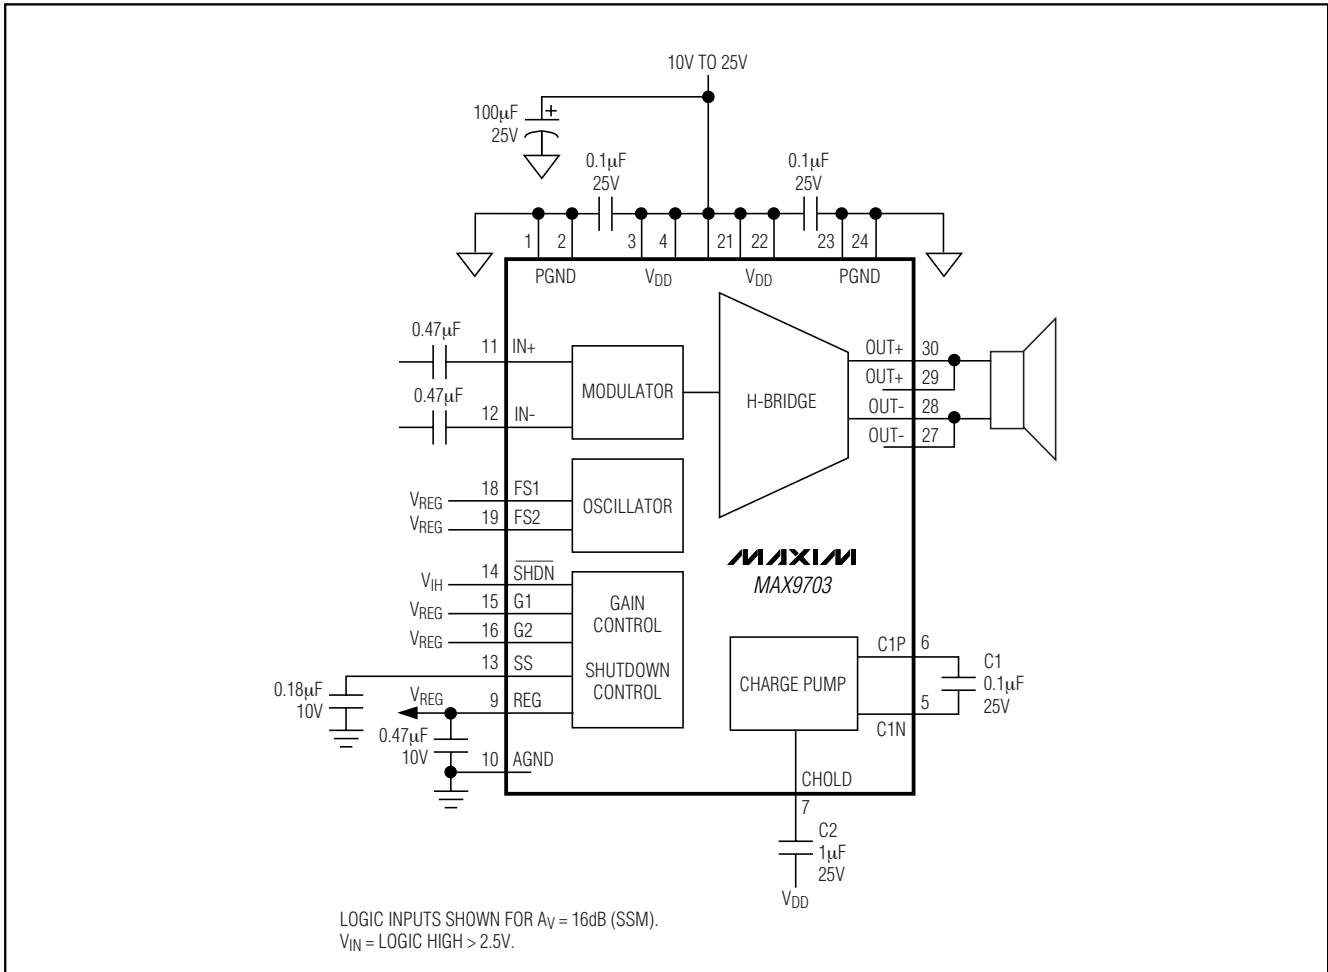 10V TO 25V
100μF
25V
+
0.1μF
25V
0.1μF
25V
1
2
3
4
21
22
23
24
PGND
VDD
VDD
PGND
0.47μF
11
IN+
0.47μF
12
IN-
MODULATOR
H-BRIDGE
OUT+
30
OUT+
29
OUT-
28
OUT-
27
VREG
18
FS1
VREG
19
FS2
OSCILLATOR
MAXIM
MAX9703
VIH
14
SHDN
VREG
15
G1
VREG
16
G2
13
SS
GAIN
CONTROL
SHUTDOWN
CONTROL
0.18μF
10V
VREG
9
REG
0.47μF
10V
10
AGND
CHARGE PUMP
C1P
6
C1
0.1μF
25V
5
C1N
CHOLD
7
C2
1μF
25V
VDD
LOGIC INPUTS SHOWN FOR AV = 16dB (SSM).
VIN = LOGIC HIGH > 2.5V.